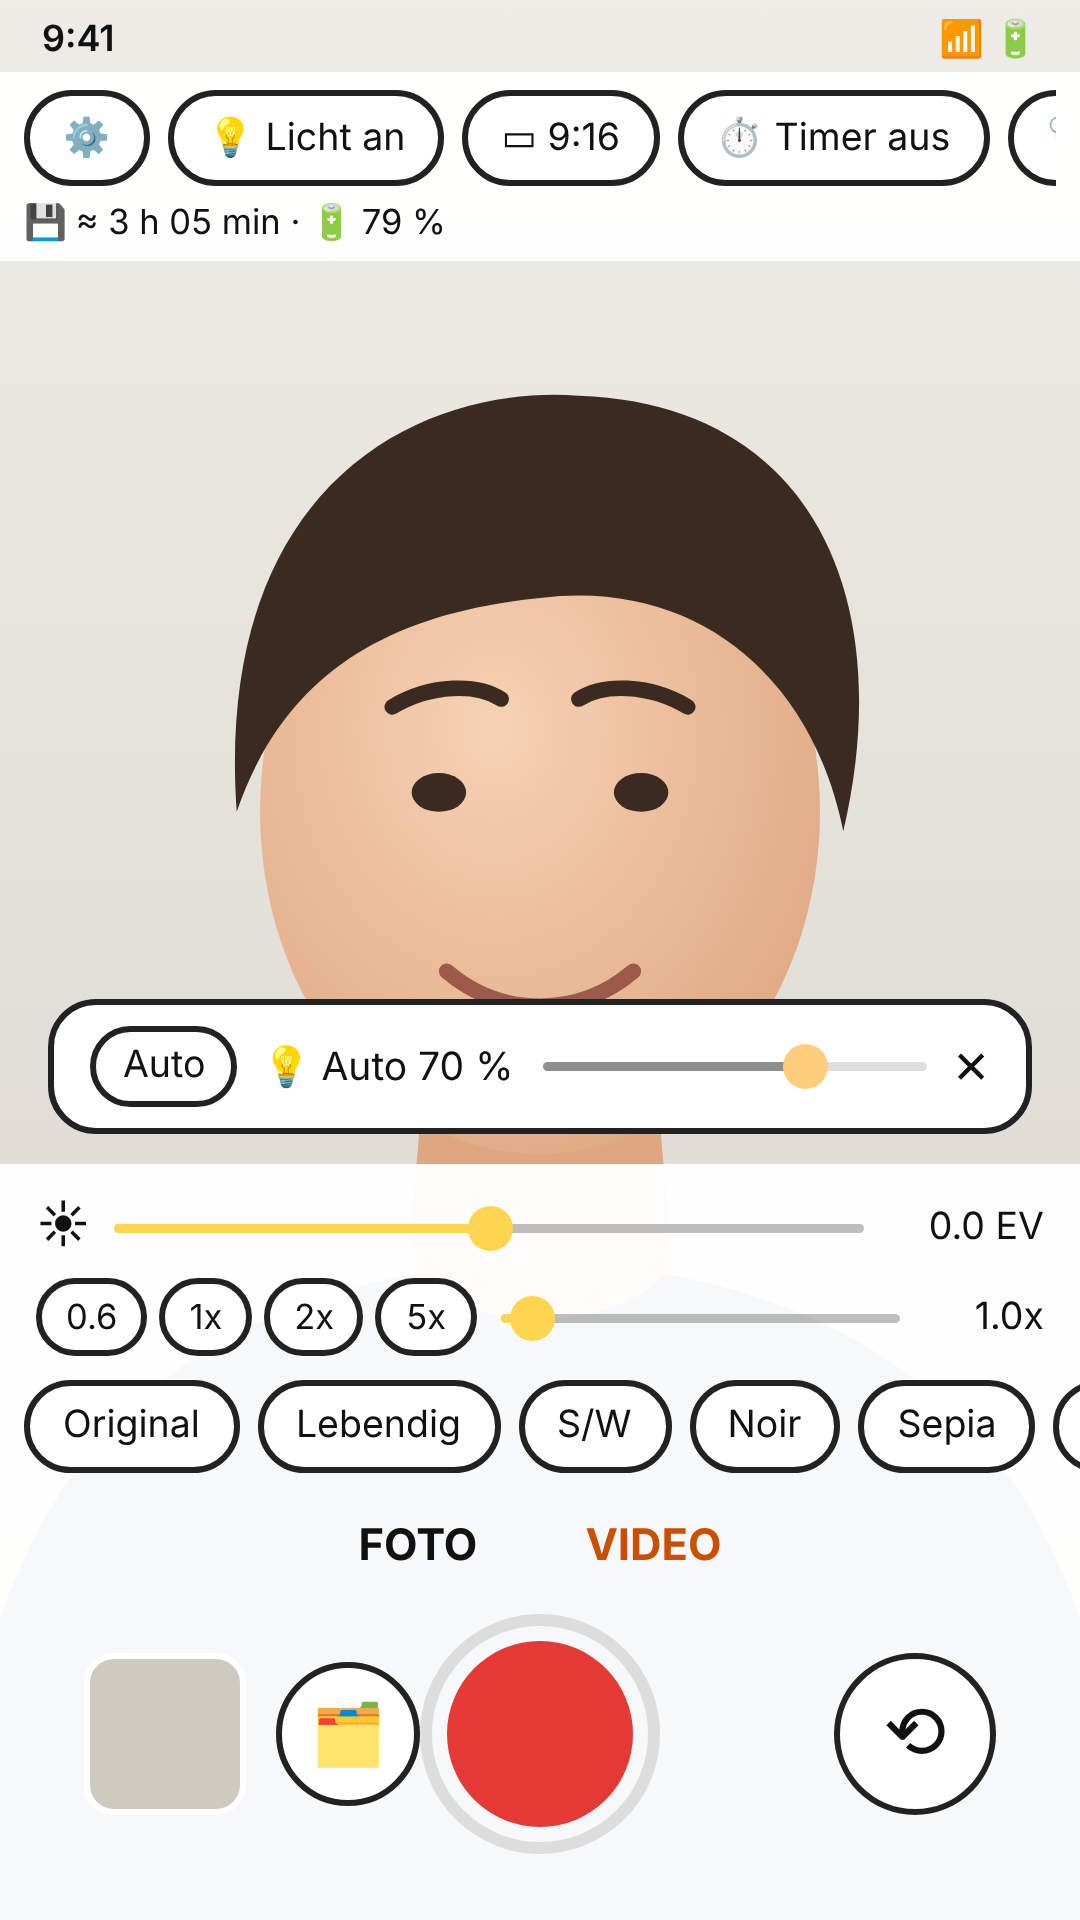 9:41
Licht an 9:16 Timer aus
≈ 3 h 05 min · 79 %
Auto Auto 70 % ✕
0.0 EV
0.6 1x 2x 5x 1.0x
Original Lebendig S/W Noir Sepia
FOTO VIDEO